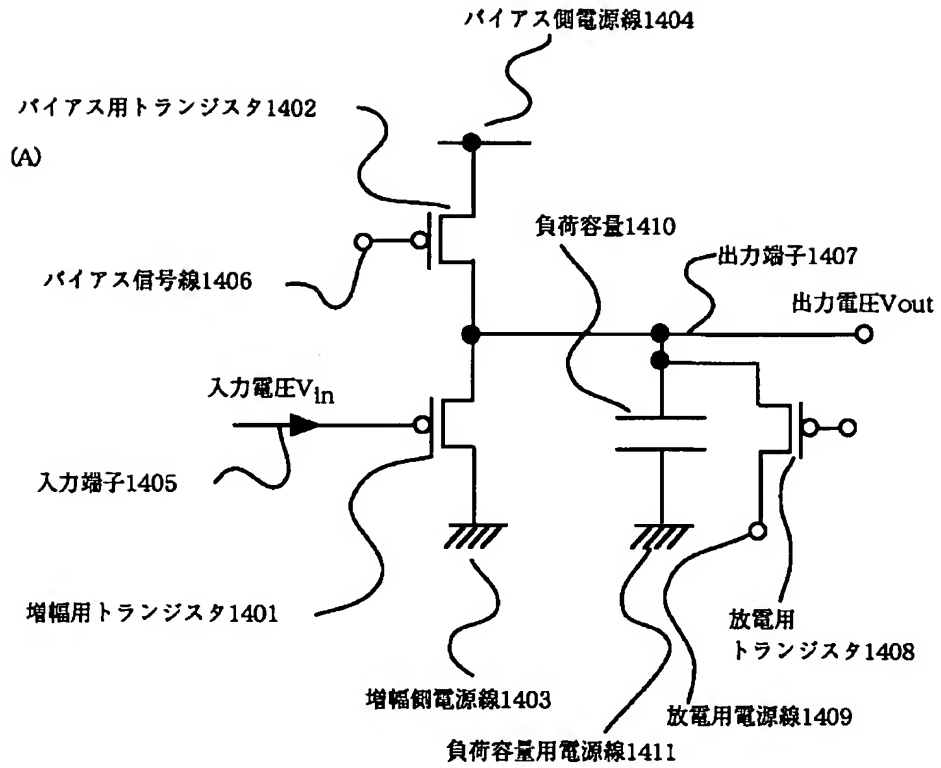 バイアス側電源線1404
バイアス用トランジスタ1402
(A)
負荷容量1410
出力端子1407
バイアス信号線1406
出力電圧Vout
入力電圧Vin
入力端子1405
増幅用トランジスタ1401
放電用
トランジスタ1408
増幅側電源線1403
放電用電源線1409
負荷容量用電源線1411